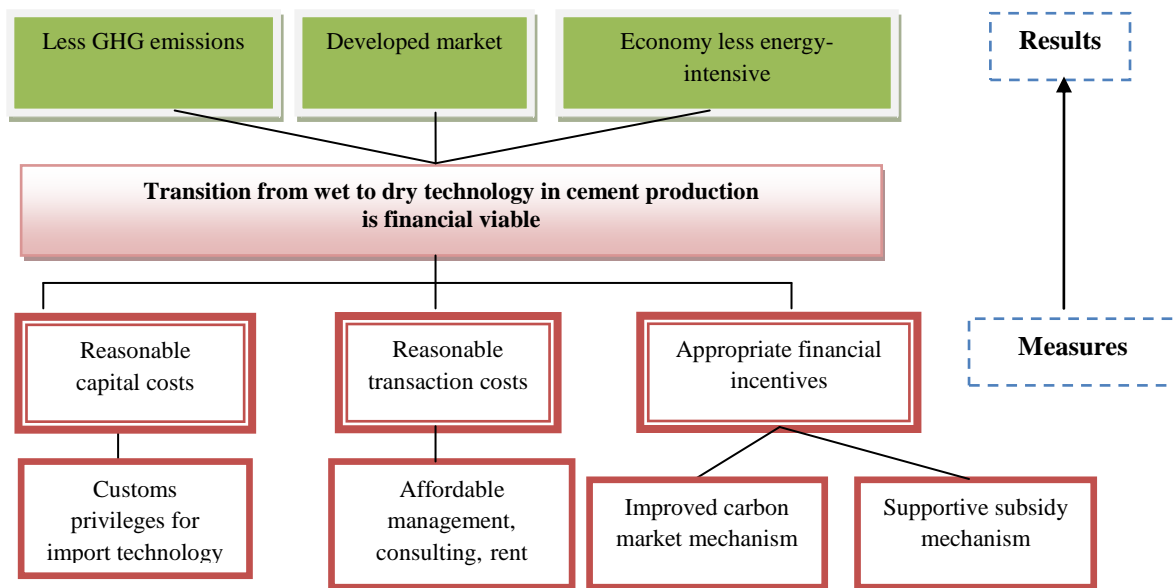 Less GHG emissions
Developed market
Economy less energy-
intensive
Results
Transition from wet to dry technology in cement production
is financial viable
Reasonable
capital costs
Reasonable
transaction costs
Appropriate financial
incentives
Measures
Customs
privileges for
import technology
Affordable
management,
consulting, rent
Improved carbon
market mechanism
Supportive subsidy
mechanism